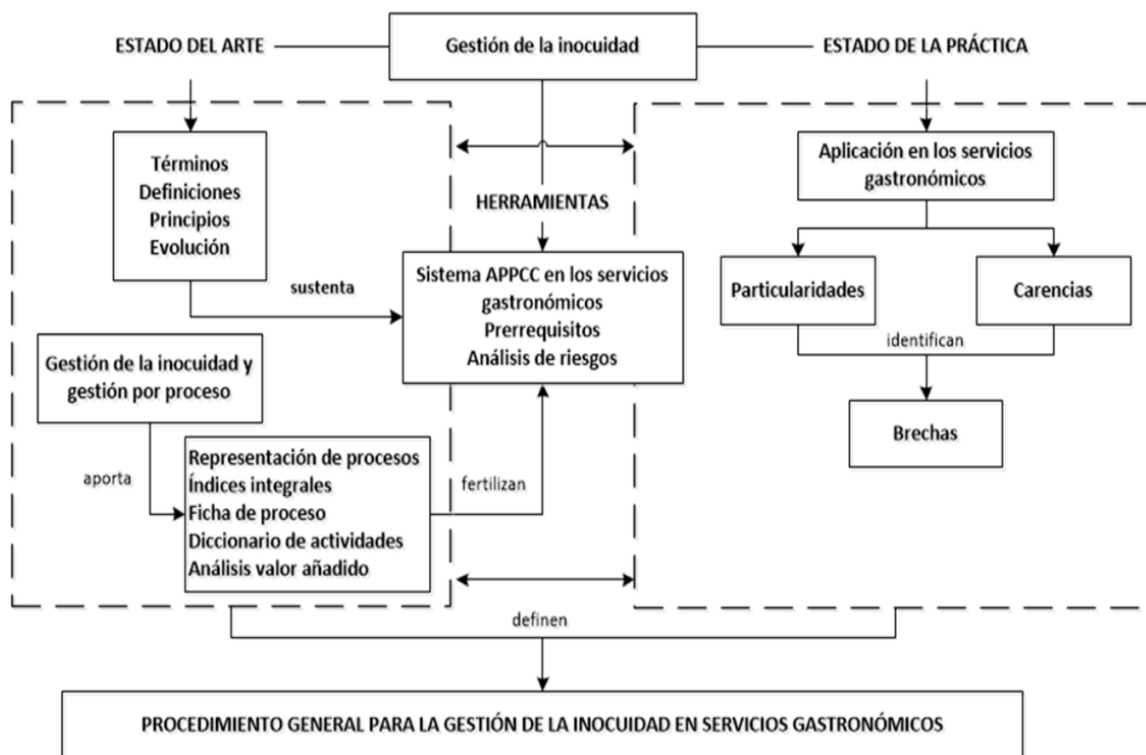 ESTADO DEL ARTE
Gestión de la inocuidad
ESTADO DE LA PRÁCTICA
Términos
Definiciones
Principios
Evolución
Aplicación en los servicios
gastronómicos
HERRAMIENTAS
sustenta
Sistema APPCC en los servicios
gastronómicos
Prerrequisitos
Análisis de riesgos
Particularidades
Carencias
identifican
Gestión de la inocuidad y
gestión por proceso
Brechas
aporta
Representación de procesos
Índices integrales
Ficha de proceso
Diccionario de actividades
Análisis valor añadido
fertilizan
definen
PROCEDIMIENTO GENERAL PARA LA GESTIÓN DE LA INOCUIDAD EN SERVICIOS GASTRONÓMICOS